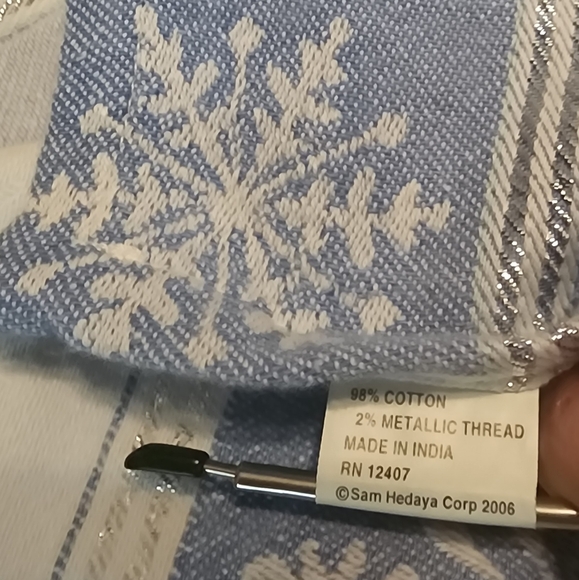 98% COTTON
2% METALLIC THREAD
MADE IN INDIA
RN 12407
©Sam Hedaya Corp 2006